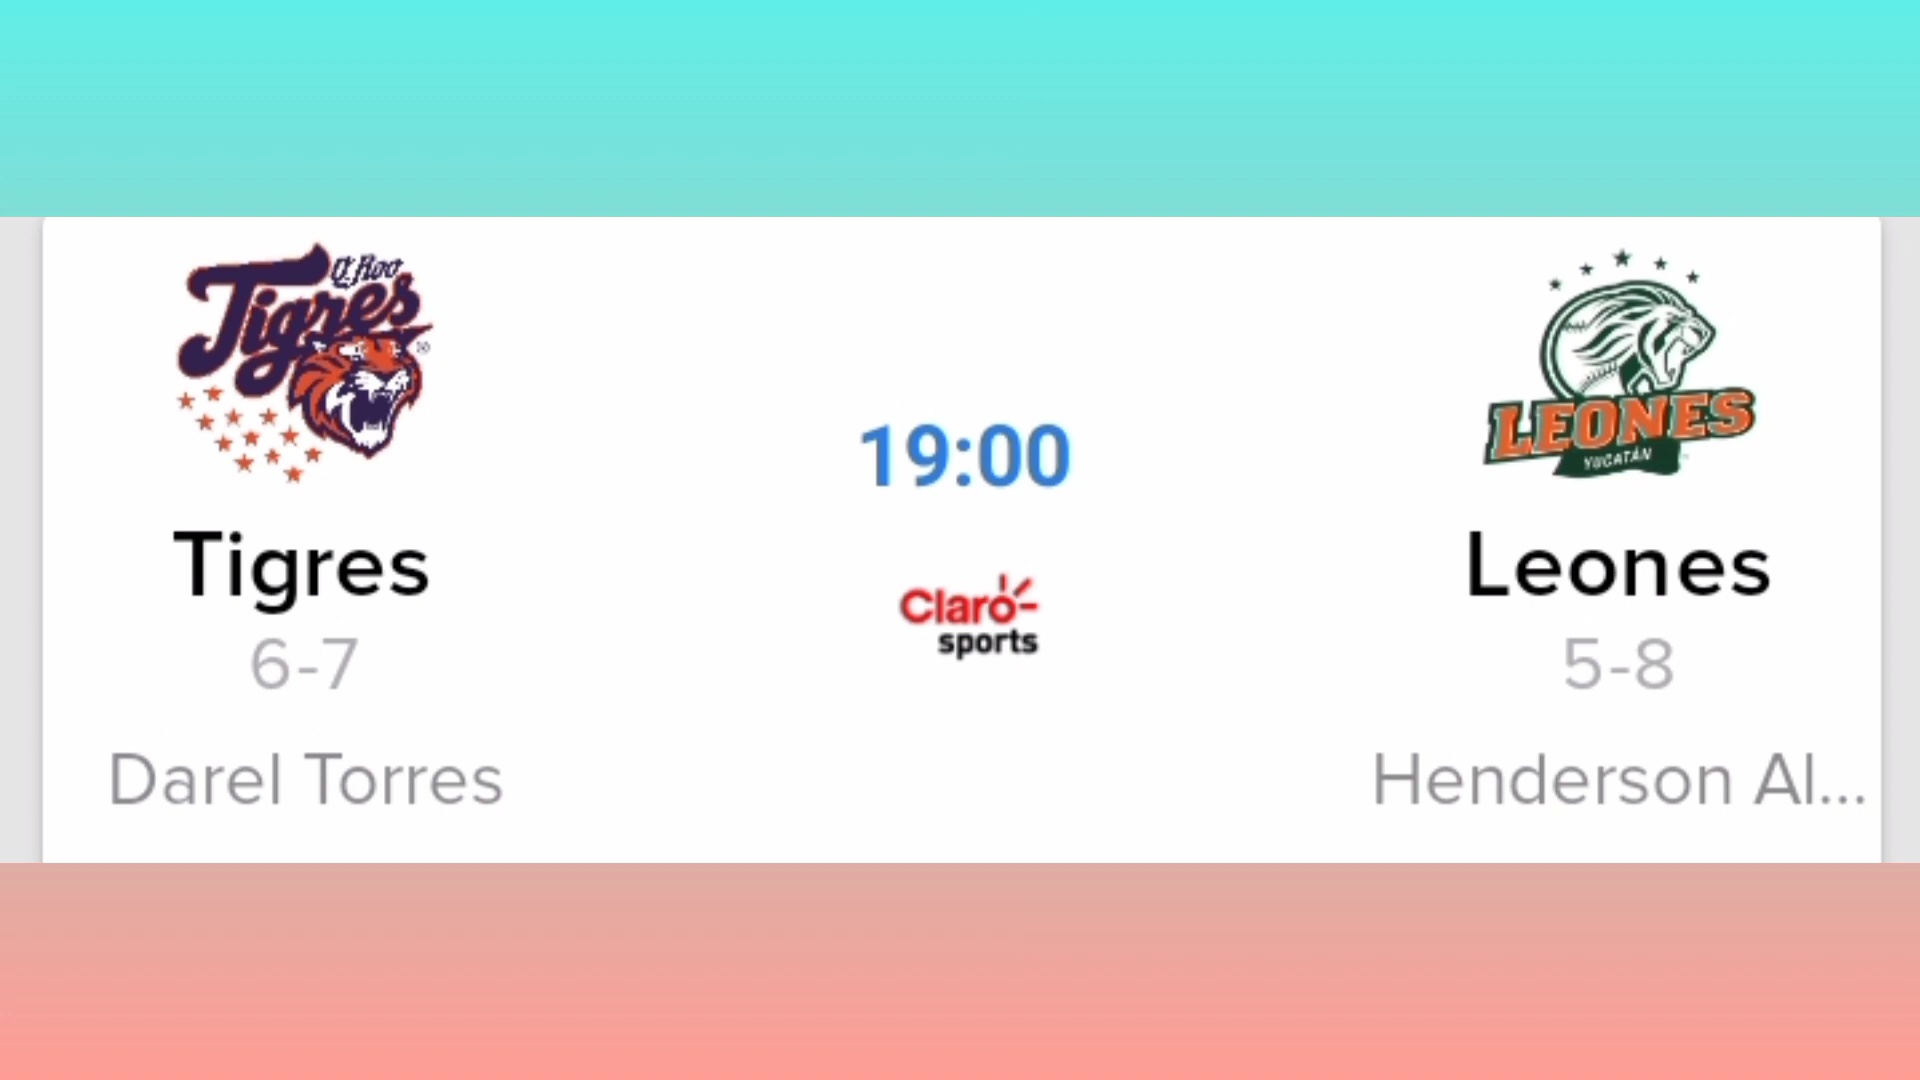 Q. Roo
Tigres
LEONES
YUCATÁN
19:00
Claro
sports
Tigres
Leones
6-7
5-8
Darel Torres
Henderson Al...